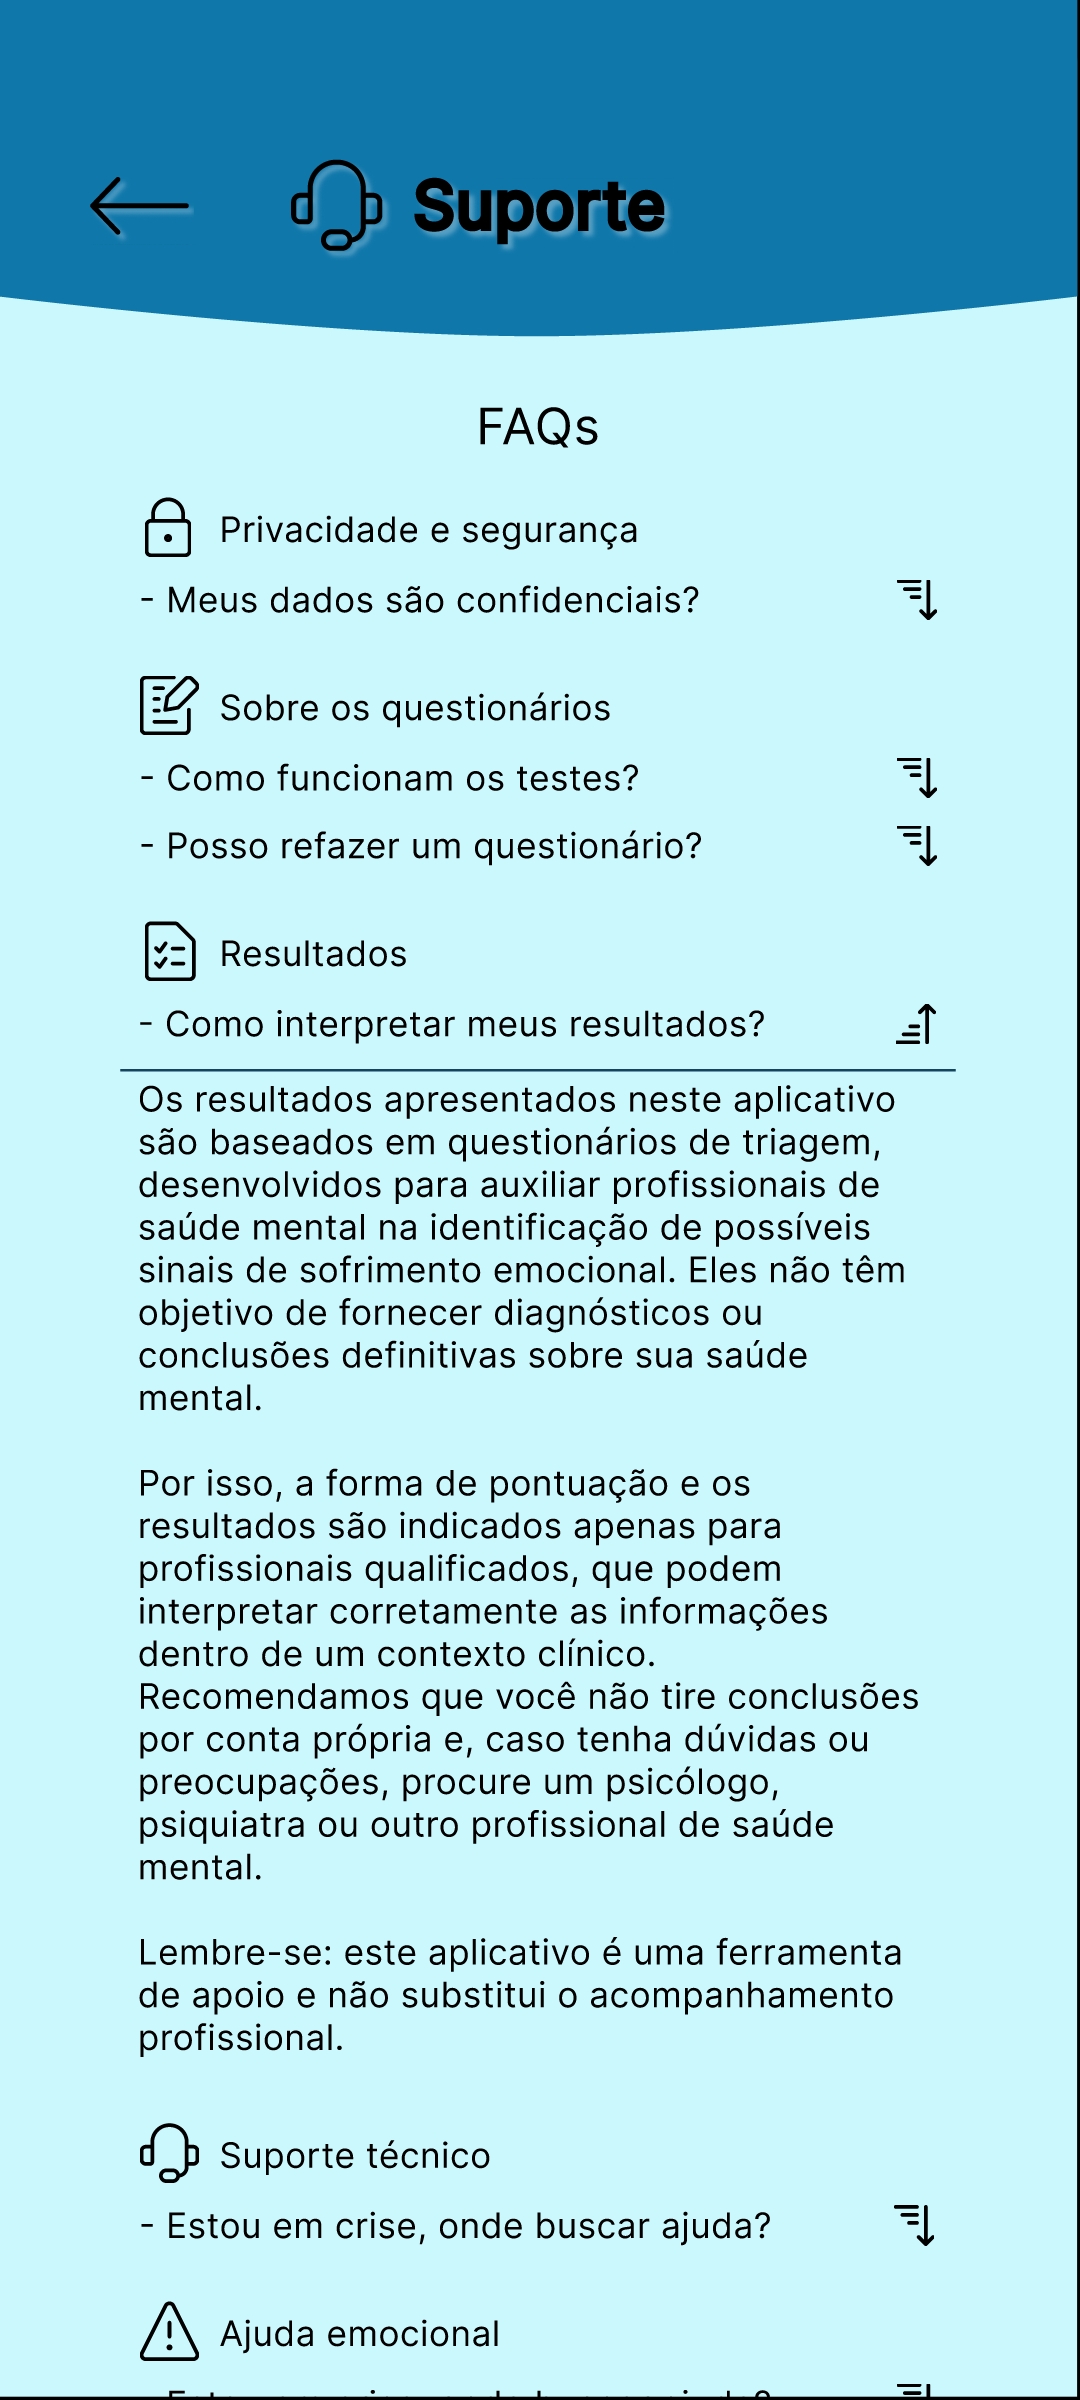 Suporte
FAQs
Privacidade e segurança
- Meus dados são confidenciais?
Sobre os questionários
- Como funcionam os testes?
- Posso refazer um questionário?
Resultados
- Como interpretar meus resultados?
Os resultados apresentados neste aplicativo
são baseados em questionários de triagem,
desenvolvidos para auxiliar profissionais de
saúde mental na identificação de possíveis
sinais de sofrimento emocional. Eles não têm
objetivo de fornecer diagnósticos ou
conclusões definitivas sobre sua saúde
mental.
Por isso, a forma de pontuação e os
resultados são indicados apenas para
profissionais qualificados, que podem
interpretar corretamente as informações
dentro de um contexto clínico.
Recomendamos que você não tire conclusões
por conta própria e, caso tenha dúvidas ou
preocupações, procure um psicólogo,
psiquiatra ou outro profissional de saúde
mental.
Lembre-se: este aplicativo é uma ferramenta
de apoio e não substitui o acompanhamento
profissional.
Suporte técnico
- Estou em crise, onde buscar ajuda?
Ajuda emocional